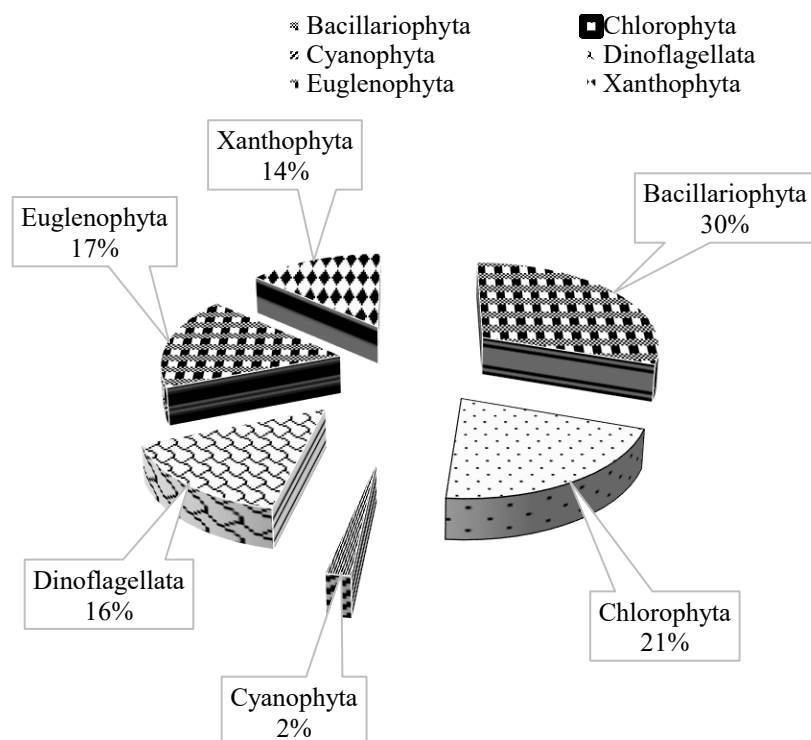 Bacillariophyta
Chlorophyta
Cyanophyta
Dinoflagellata
Euglenophyta
Xanthophyta
Xanthophyta
14%
Bacillariophyta
30%
Euglenophyta
17%
Dinoflagellata
16%
Chlorophyta
21%
Cyanophyta
2%